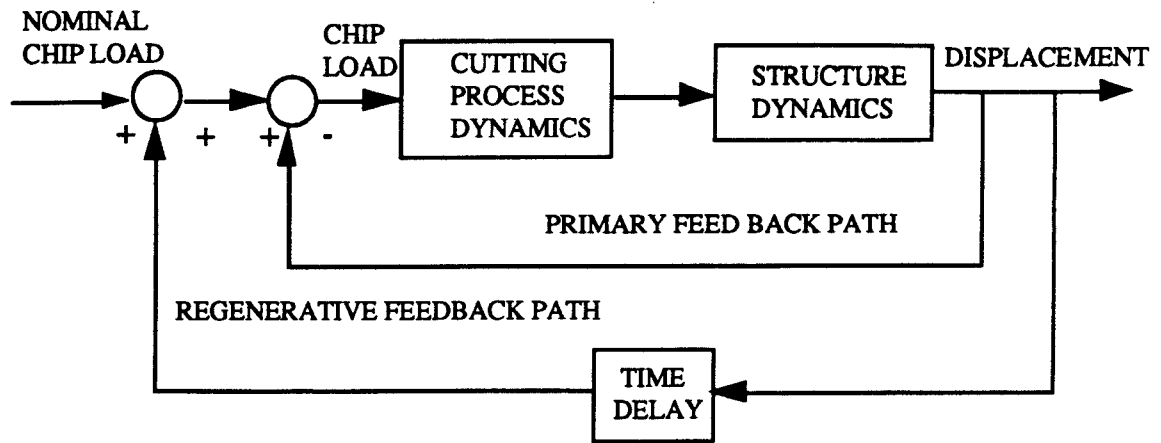 NOMINAL
CHIP LOAD
CHIP
LOAD
CUTTING
PROCESS
DYNAMICS
STRUCTURE
DYNAMICS
DISPLACEMENT
+
+
+
-
PRIMARY FEED BACK PATH
REGENERATIVE FEEDBACK PATH
TIME
DELAY